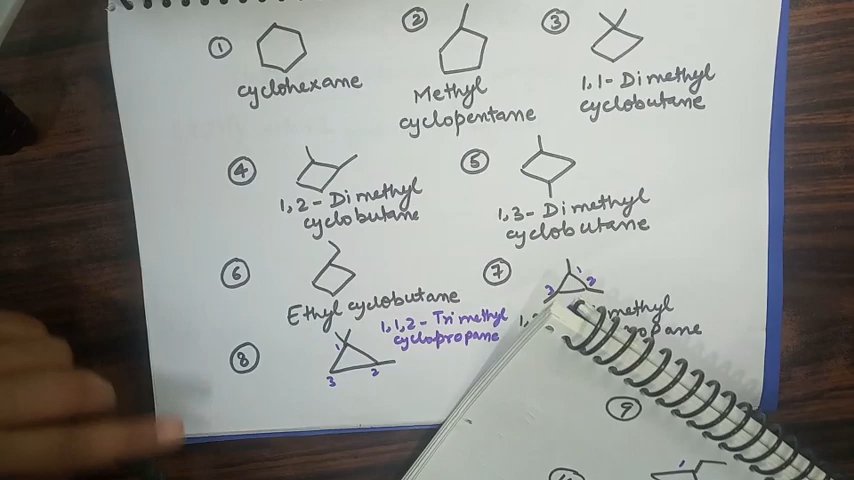 1
cyclohexane
2
Methyl
cyclopentane
3
1,1-Dimethyl
cyclobutane
4
1,2-Dimethyl
cyclobutane
5
1,3-Dimethyl
cyclobutane
6
Ethyl cyclobutane
7
1
2
3
methyl
pane
8
1,1,2-Trimethyl
cyclopropane
1
3
2
9
1